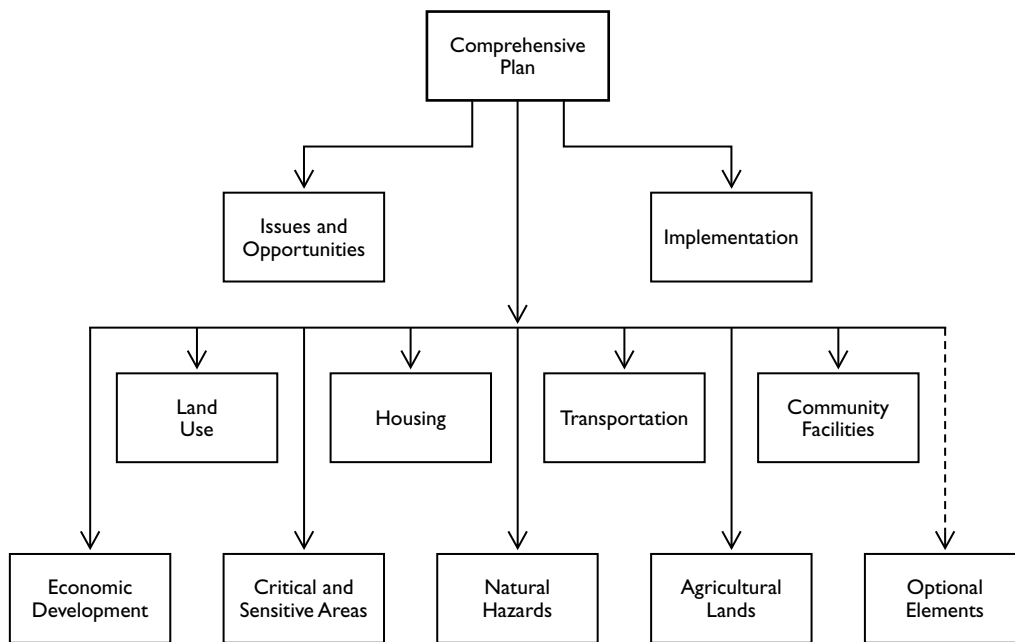 Comprehensive
Plan
Issues and
Opportunities
Implementation
Land
Use
Housing
Transportation
Community
Facilities
Economic
Development
Critical and
Sensitive Areas
Natural
Hazards
Agricultural
Lands
Optional
Elements